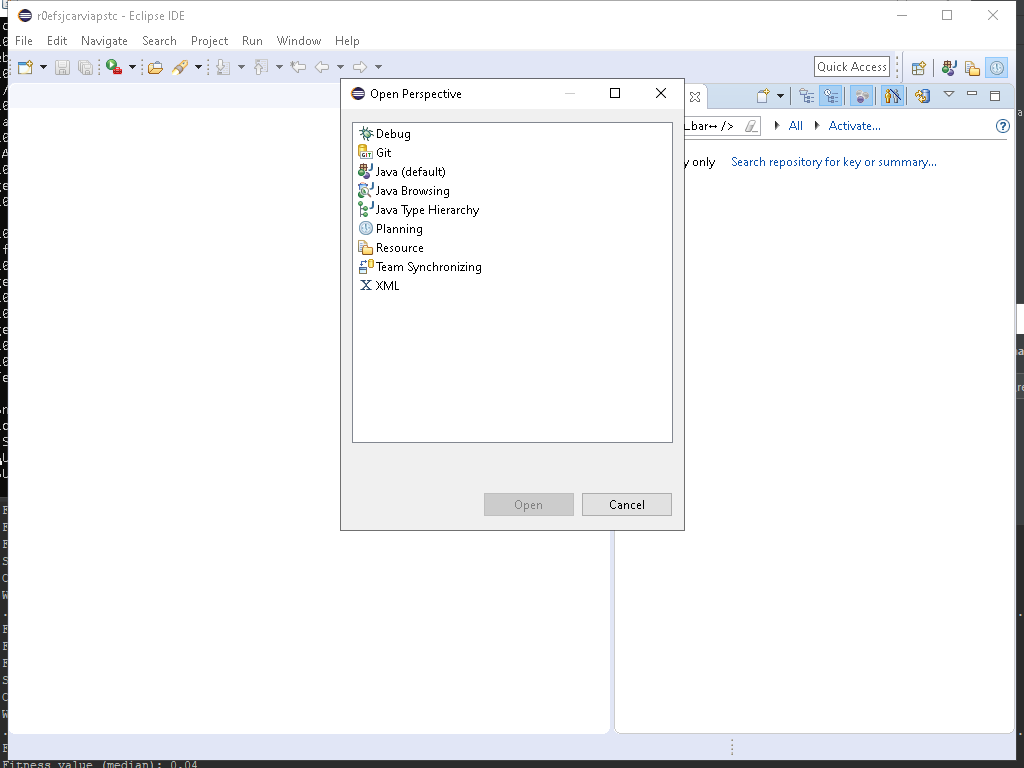 r0efsjcarviapstc - Eclipse IDE
File Edit Navigate Search Project Run Window Help
Quick Access
Open Perspective
bar↔ />
All
Activate...
only
Search repository for key or summary...
Debug
Git
Java (default)
Java Browsing
Java Type Hierarchy
Planning
Resource
Team Synchronizing
XML
Open
Cancel
Fitness value (median): 0.04